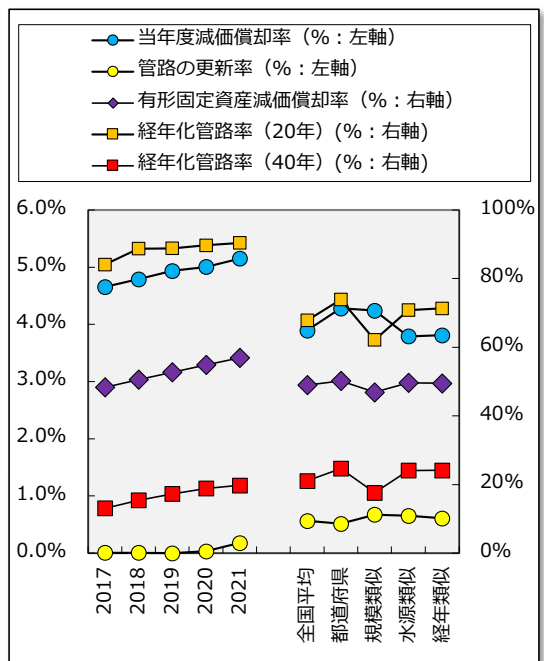 当年度減価償却率（%：左軸）
管路の更新率（%：左軸）
有形固定資産減価償却率（%：右軸）
経年化管路率（20年）(%：右軸)
経年化管路率（40年）(%：右軸)
6.0%
5.0%
4.0%
3.0%
2.0%
1.0%
0.0%
100%
80%
60%
40%
20%
0%
2017
2018
2019
2020
2021
全国平均
都道府県
規模類似
水源類似
経年類似